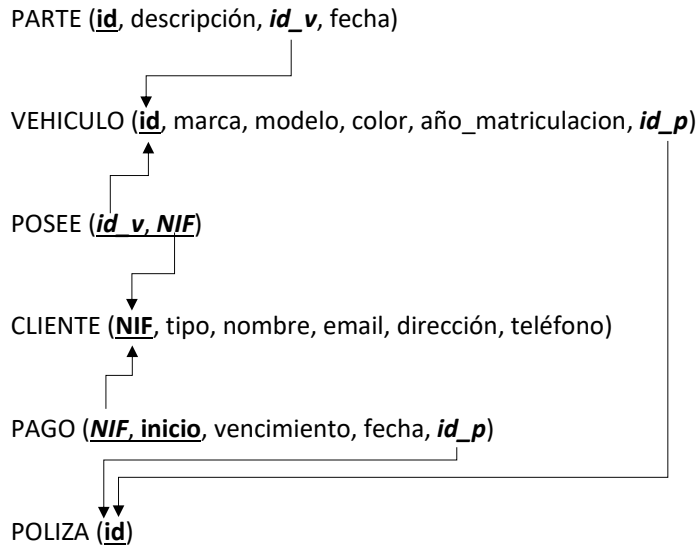 PARTE (id, descripción, id_v, fecha)
VEHICULO (id, marca, modelo, color, año_matriculacion, id_p)
POSEE (id_v, NIF)
CLIENTE (NIF, tipo, nombre, email, dirección, teléfono)
PAGO (NIF, inicio, vencimiento, fecha, id_p)
POLIZA (id)